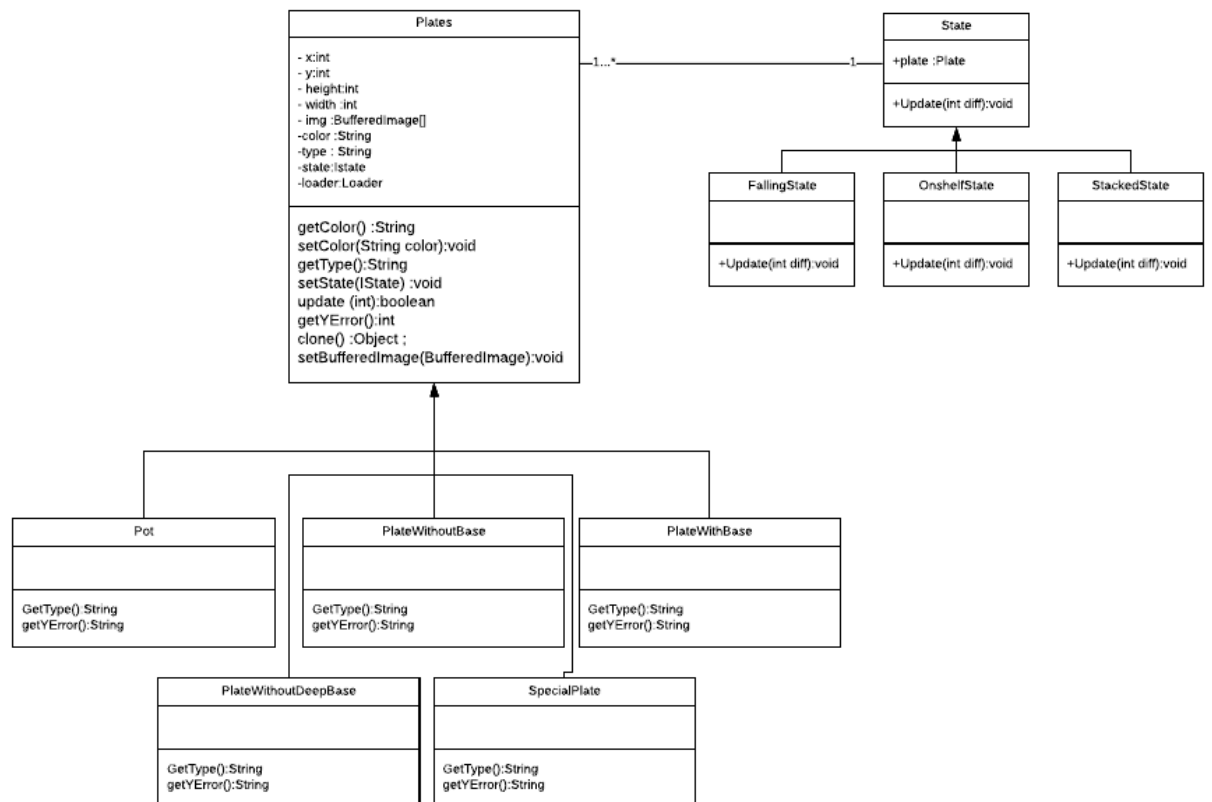 Plates
- x:int
- y:int
- height:int
- width :int
- img :BufferedImage[]
-color :String
-type : String
-state:Istate
-loader:Loader
getColor() :String
setColor(String color):void
getType():String
setState(IState) :void
update (int):boolean
getYError():int
clone() :Object ;
setBufferedImage(BufferedImage):void
1...*
1
State
+plate :Plate
+Update(int diff):void
FallingState
+Update(int diff):void
OnshelfState
+Update(int diff):void
StackedState
+Update(int diff):void
Pot
GetType():String
getYError():String
PlateWithoutBase
GetType():String
getYError():String
PlateWithBase
GetType():String
getYError():String
PlateWithoutDeepBase
GetType():String
getYError():String
SpecialPlate
GetType():String
getYError():String